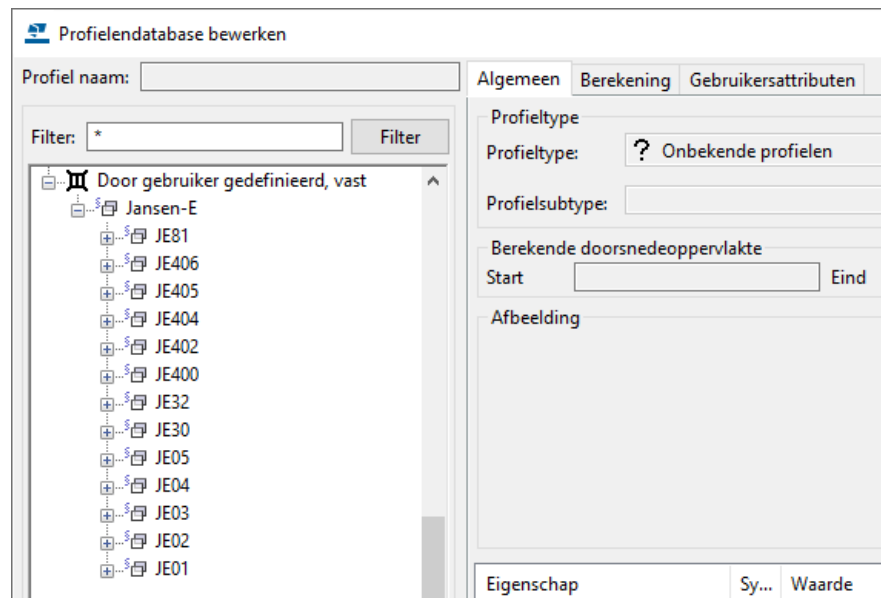 Profielendatabase bewerken
Profiel naam:
Filter: * Filter
Door gebruiker gedefinieerd, vast
Jansen-E
JE81
JE406
JE405
JE404
JE402
JE400
JE32
JE30
JE05
JE04
JE03
JE02
JE01
Algemeen Berekening Gebruikersattributen
Profieltype
Profieltype: ? Onbekende profielen
Profielsubtype:
Berekende doorsnedeoppervlakte
Start Eind
Afbeelding
Eigenschap Sy... Waarde